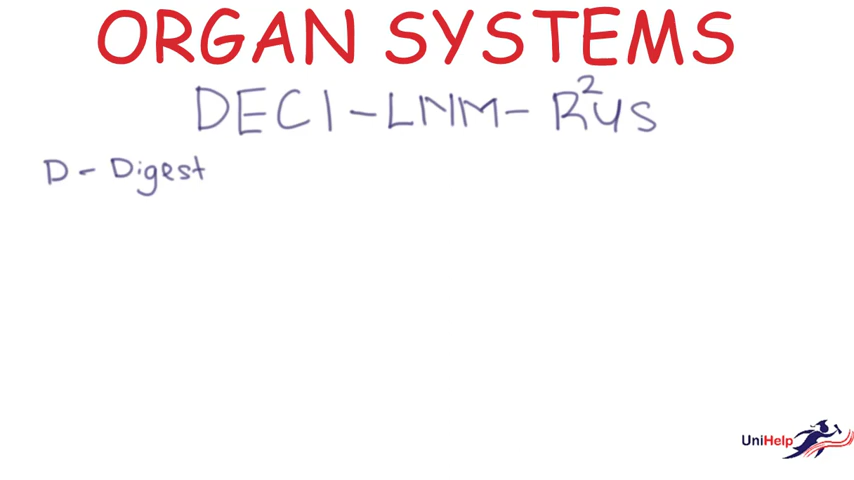 ORGAN SYSTEMS
DECI-LNM-R²US
D - Digest
UniHelp